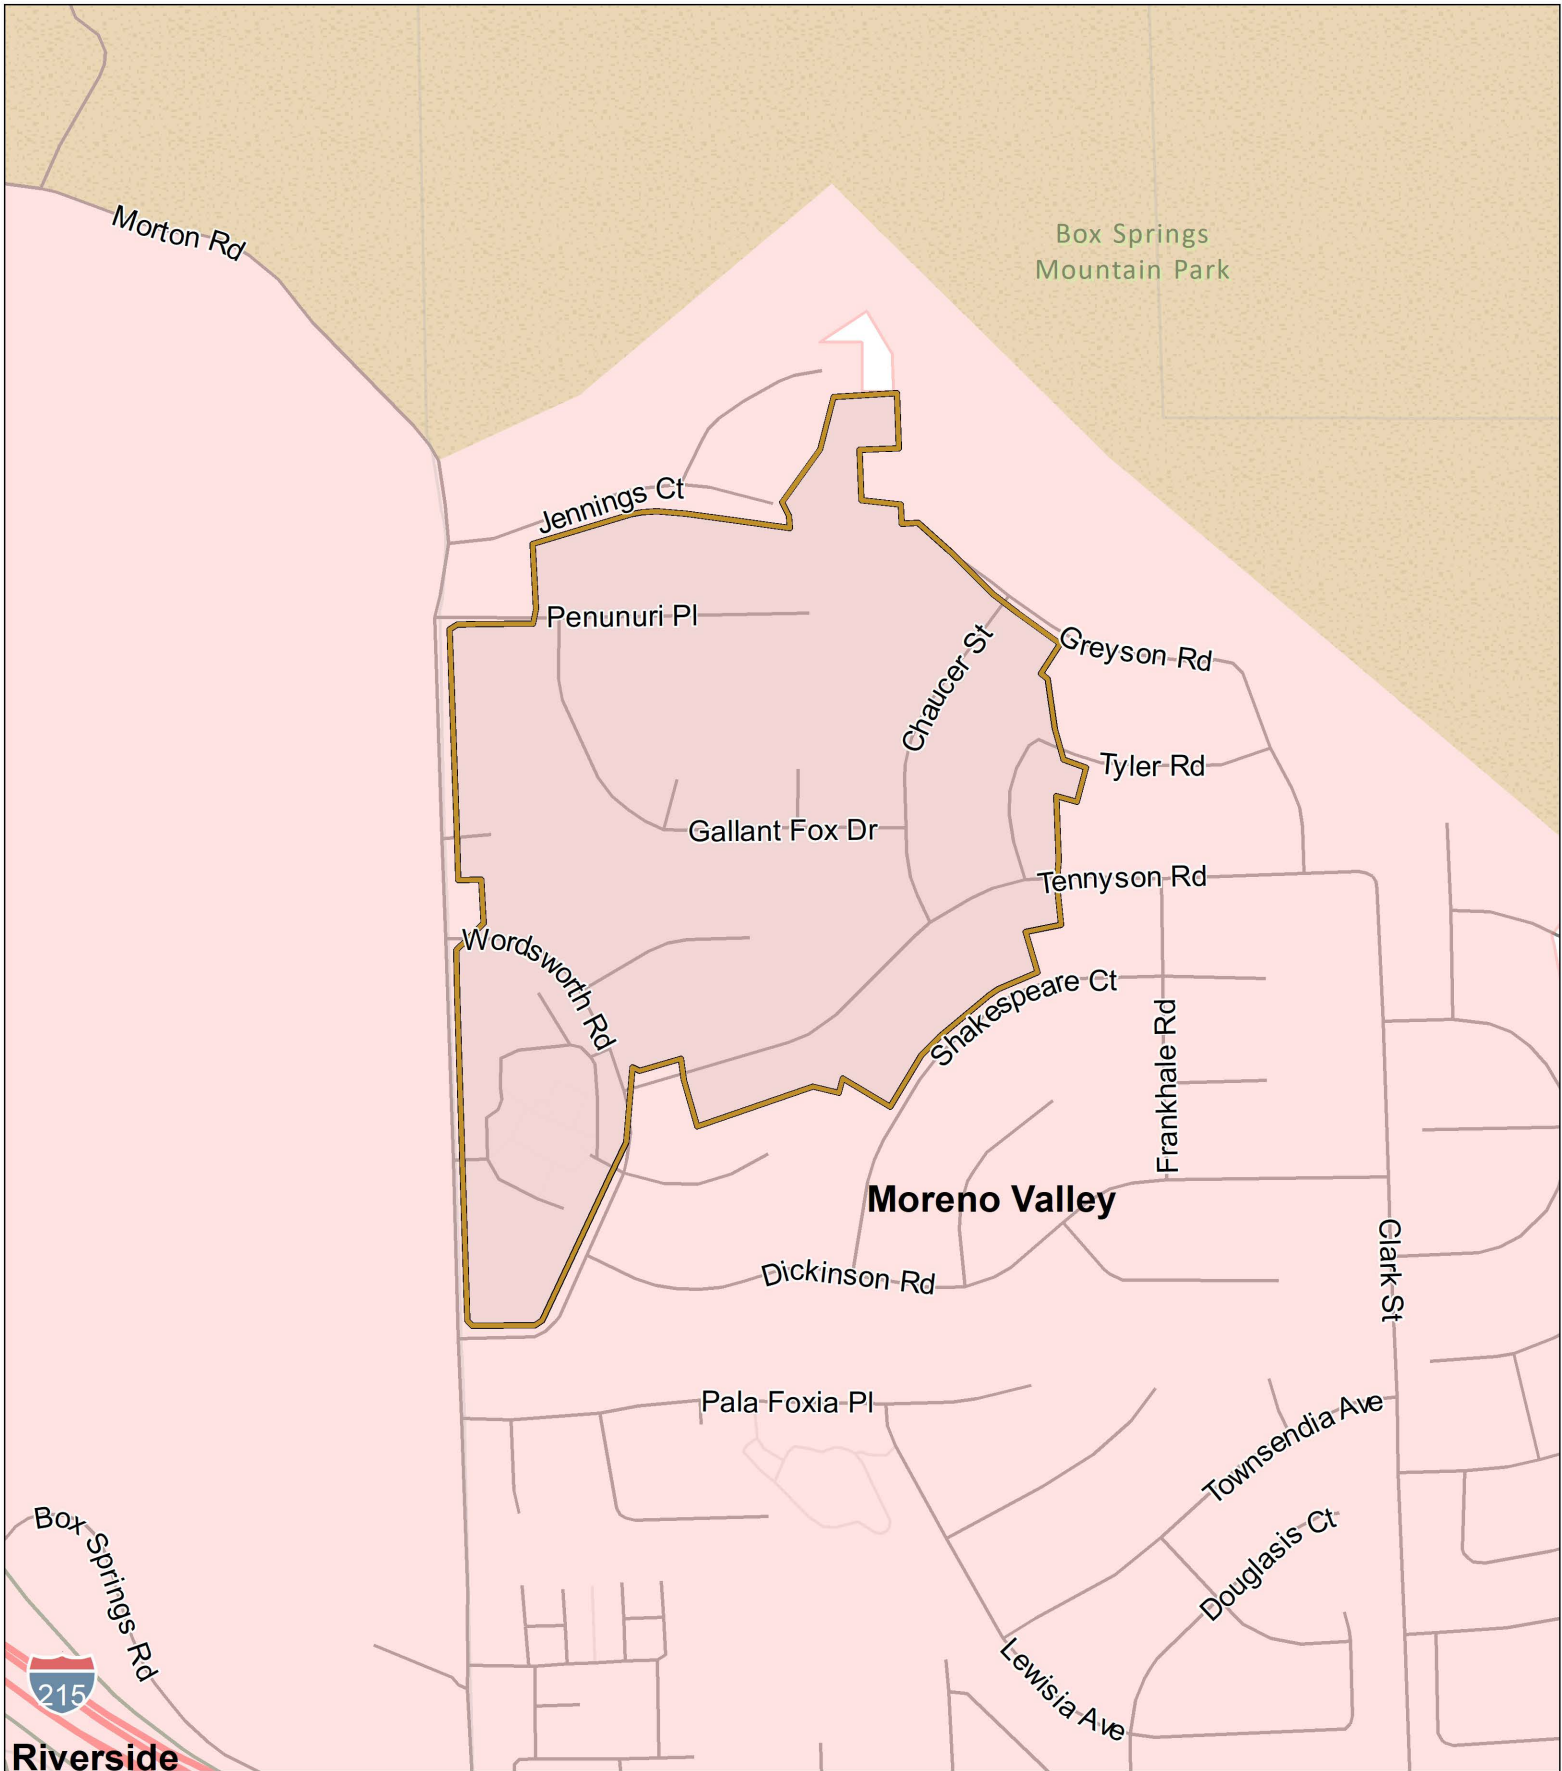 Morton Rd
Box Springs
Mountain Park
Jennings Ct
Penunuri Pl
Chaucer St
Greyson Rd
Tyler Rd
Gallant Fox Dr
Tennyson Rd
Wordsworth Rd
Shakespeare Ct
Frankhale Rd
Moreno Valley
Dickinson Rd
Clark St
Pala Foxia Pl
Townsendia Ave
Douglasis Ct
Box Springs Rd
Lewisia Ave
215
Riverside